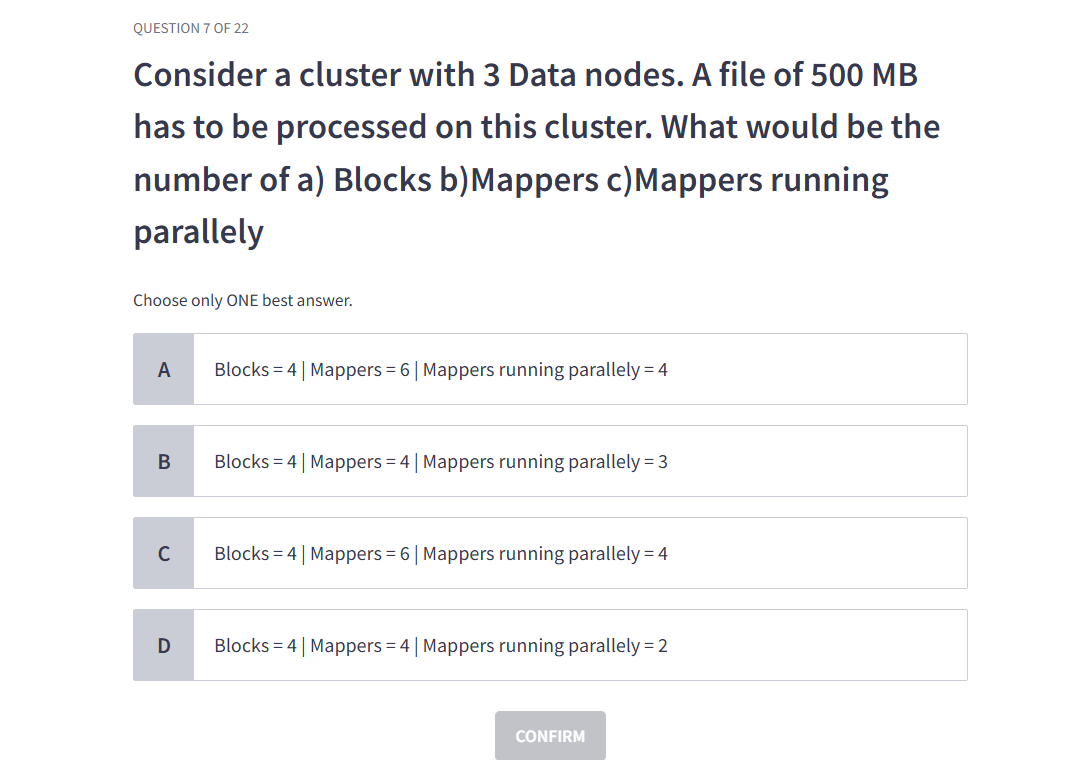 QUESTION 7 OF 22
Consider a cluster with 3 Data nodes. A file of 500 MB
has to be processed on this cluster. What would be the
number of a) Blocks b)Mappers c)Mappers running
parallely
Choose only ONE best answer.
A Blocks = 4 | Mappers = 6 | Mappers running parallely = 4
B Blocks = 4 | Mappers = 4 | Mappers running parallely = 3
C Blocks = 4 | Mappers = 6 | Mappers running parallely = 4
D Blocks = 4 | Mappers = 4 | Mappers running parallely = 2
CONFIRM